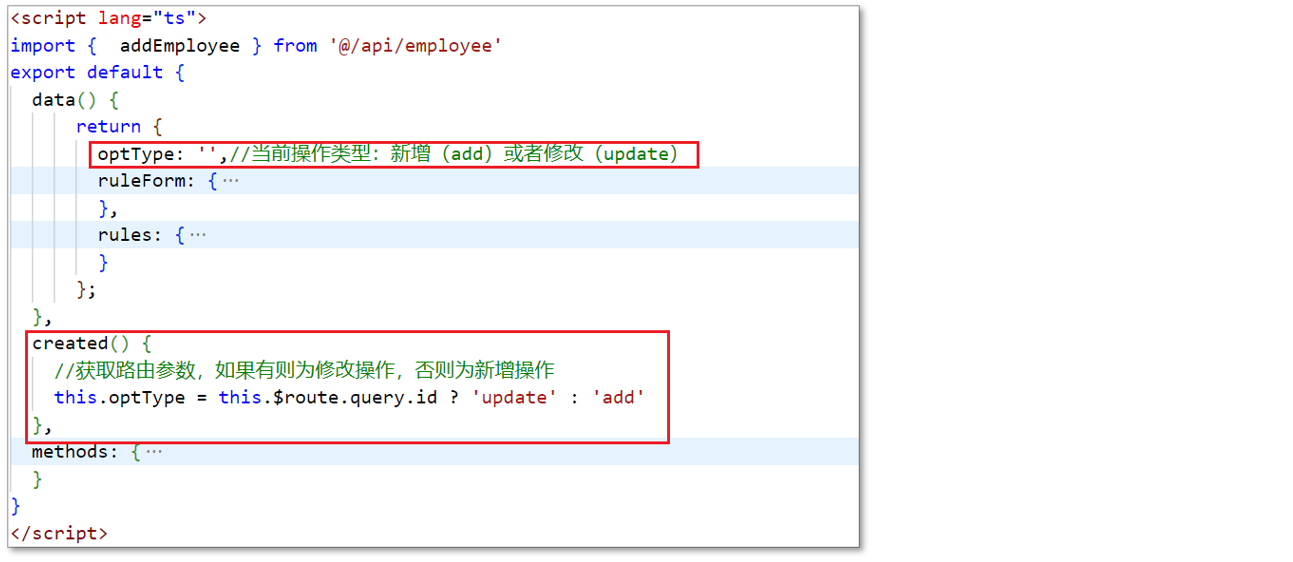 <script lang="ts">
import {  addEmployee } from '@/api/employee'
export default {
  data() {
      return {
        optType: '',//当前操作类型：新增（add）或者修改（update）
        ruleForm: {···
        },
        rules: {···
        }
      };
  },
  created() {
    //获取路由参数，如果有则为修改操作，否则为新增操作
    this.optType = this.$route.query.id ? 'update' : 'add'
  },
  methods: {···
  }
}
</script>